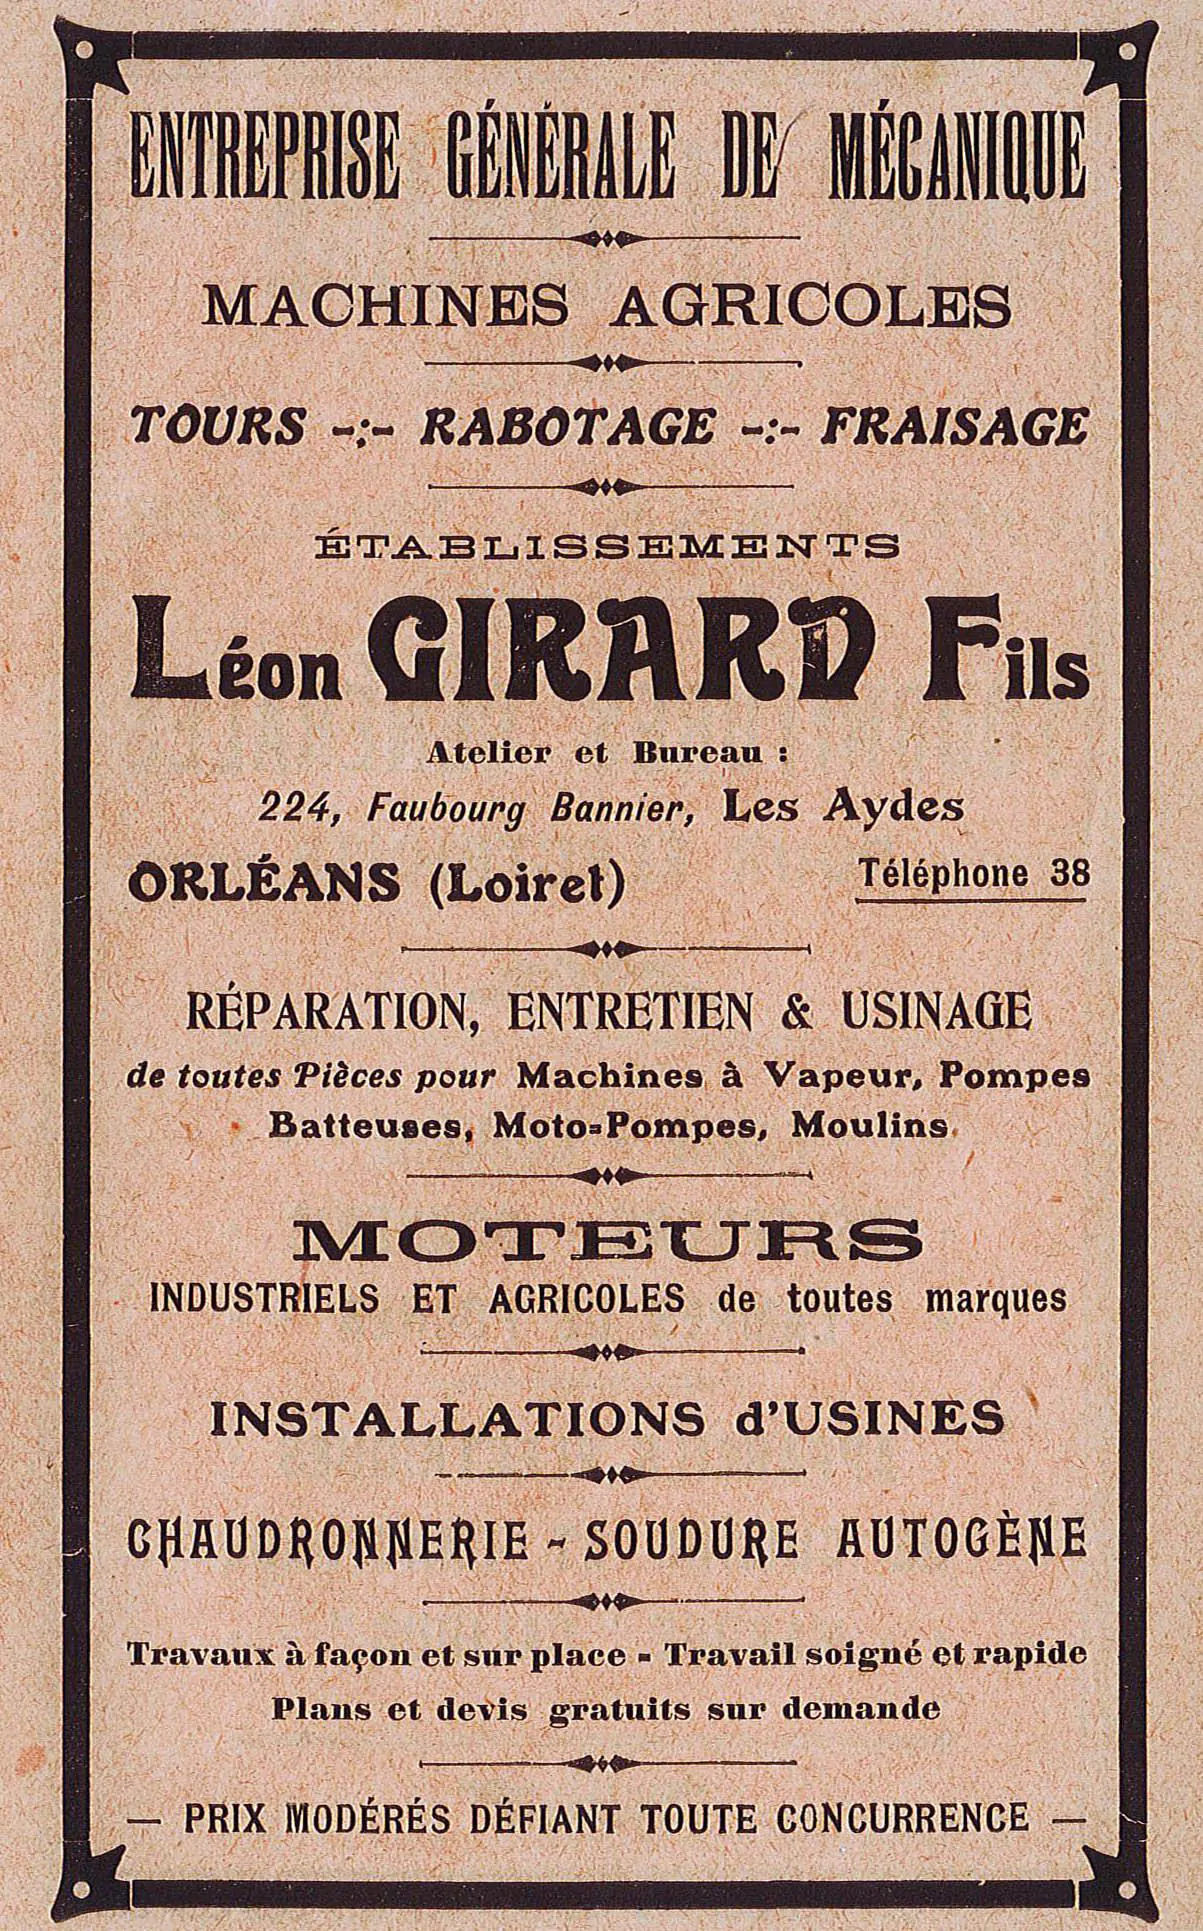 ENTREPRISE GÉNÉRALE DE MÉCANIQUE
MACHINES AGRICOLES
TOURS -:- RABOTAGE -:- FRAISAGE
ÉTABLISSEMENTS
Léon GIRARD Fils
Atelier et Bureau :
224, Faubourg Bannier, Les Aydes
ORLÉANS (Loiret) Téléphone 38
RÉPARATION, ENTRETIEN & USINAGE
de toutes Pièces pour Machines à Vapeur, Pompes
Batteuses, Moto=Pompes, Moulins
MOTEURS
INDUSTRIELS ET AGRICOLES de toutes marques
INSTALLATIONS d'USINES
CHAUDRONNERIE - SOUDURE AUTOGÈNE
Travaux à façon et sur place - Travail soigné et rapide
Plans et devis gratuits sur demande
— PRIX MODÉRÉS DÉFIANT TOUTE CONCURRENCE —